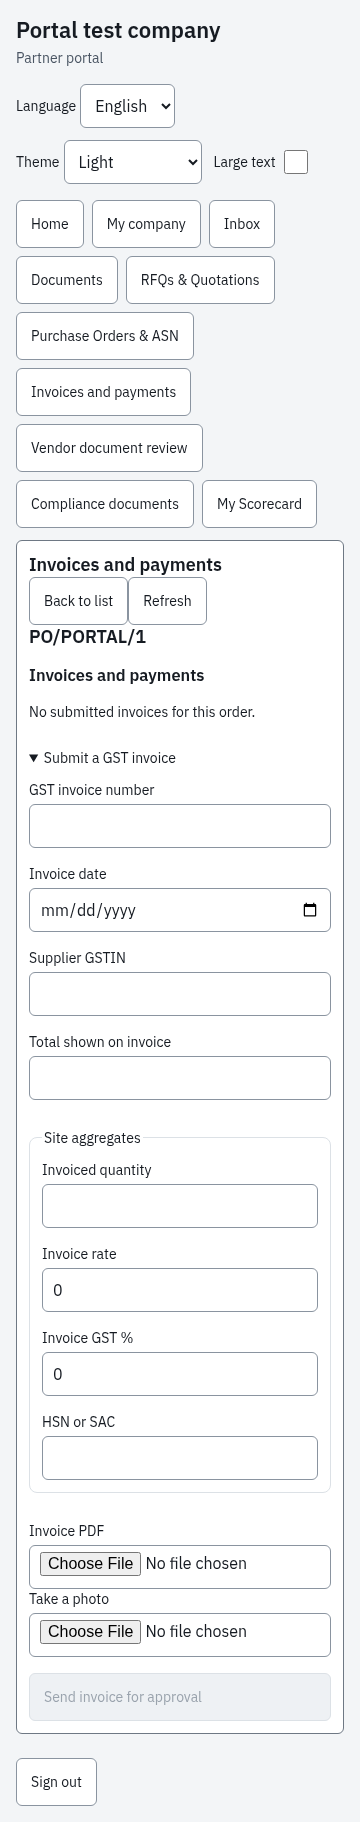 Portal test company
Partner portal
Language English
Theme Light Large text
Home My company Inbox
Documents RFQs & Quotations
Purchase Orders & ASN
Invoices and payments
Vendor document review
Compliance documents My Scorecard
Invoices and payments
Back to list Refresh
PO/PORTAL/1
Invoices and payments
No submitted invoices for this order.
Submit a GST invoice
GST invoice number
Invoice date
mm/dd/yyyy
Supplier GSTIN
Total shown on invoice
Site aggregates
Invoiced quantity
Invoice rate
0
Invoice GST %
0
HSN or SAC
Invoice PDF
Choose File No file chosen
Take a photo
Choose File No file chosen
Send invoice for approval
Sign out